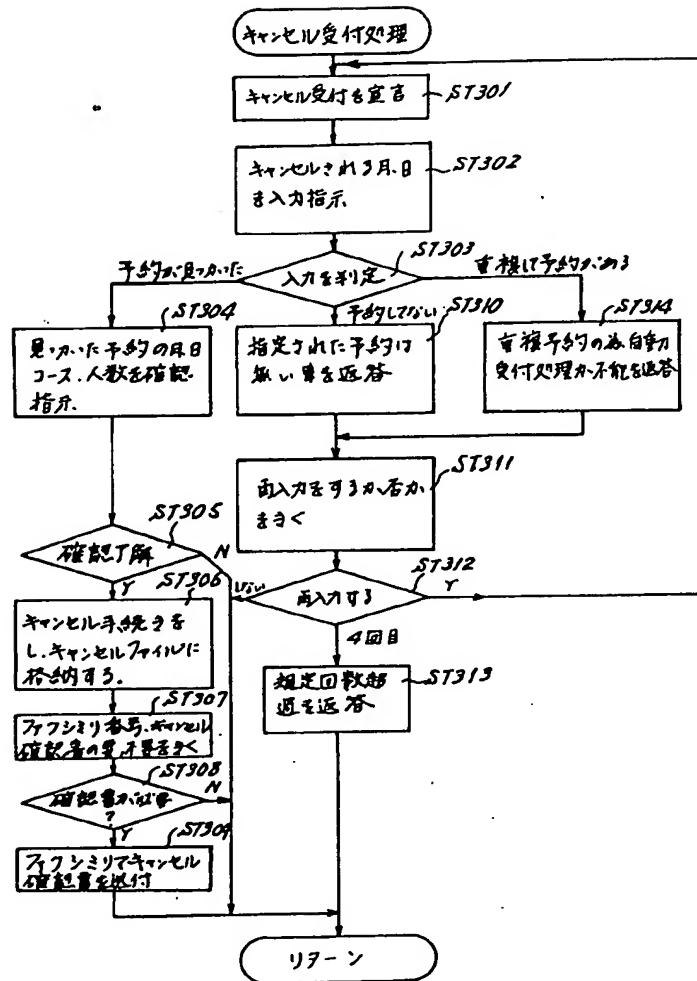 キャンセル受付処理
キャンセル受付を宣言
ST301
キャンセルされる月、日
を入力指示
ST302
入力を判定
ST303
予約が見つかった
予約してない
重複して予約がある
ST304
見つかった予約の月日
コース、人数を確認
指示.
ST310
指定された予約は
無い事を返答
ST314
重複予約の為、自動
受付処理が不能を返答
ST311
再入力をするか、否か
をきく
ST305
確認了解
N
Y
ST312
再入力する
しない
Y
4回目
ST306
キャンセル手続きを
し、キャンセルファイルに
格納する.
ST313
規定回数超
過を返答
ST307
ファクシミリ番号、キャンセル
確認書の要、不要をきく
ST308
確認書が必要
?
N
Y
ST309
ファクシミリでキャンセル
確認書を送付
リターン